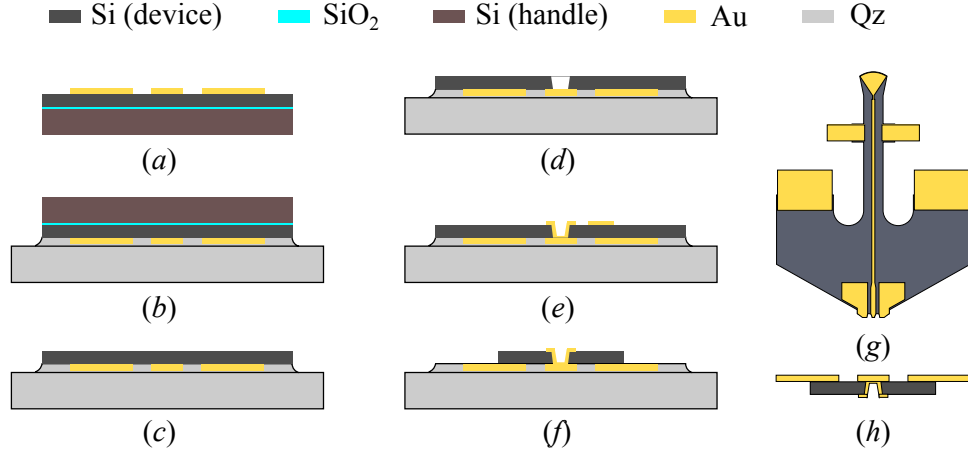 Si (device) SiO₂ Si (handle) Au Qz
(a) (d)
(b) (e) (g)
(c) (f) (h)